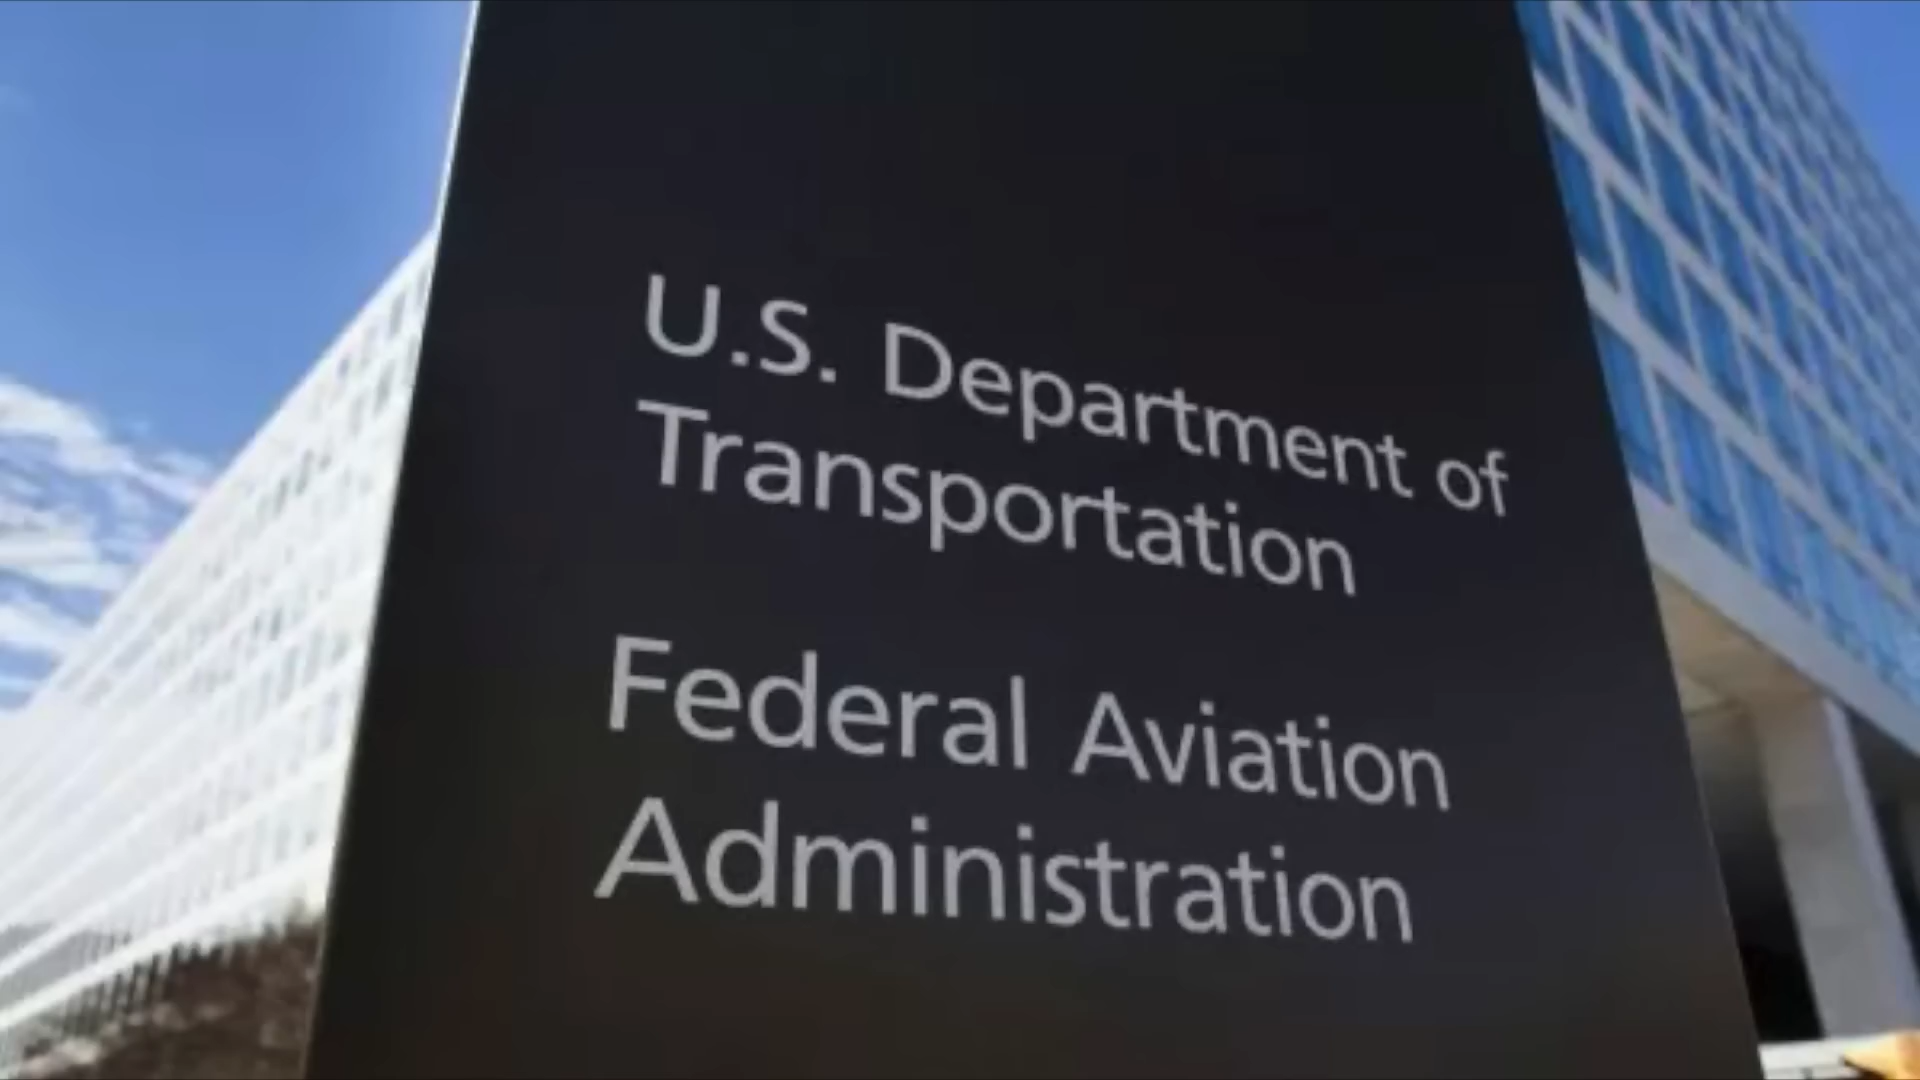 U.S. Department of
Transportation
Federal Aviation
Administration